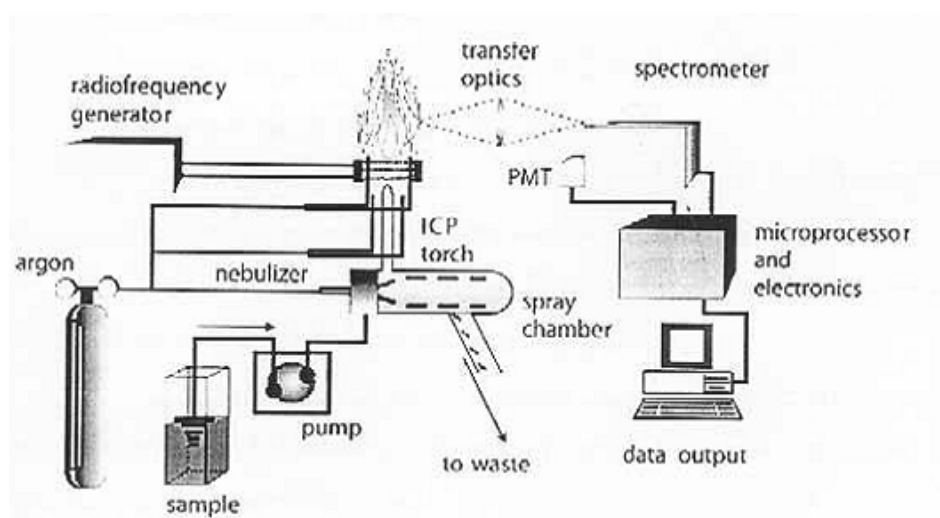 transfer
optics
spectrometer
radiofrequency
generator
PMT
ICP
torch
microprocessor
and
electronics
argon
nebulizer
spray
chamber
pump
to waste
data output
sample